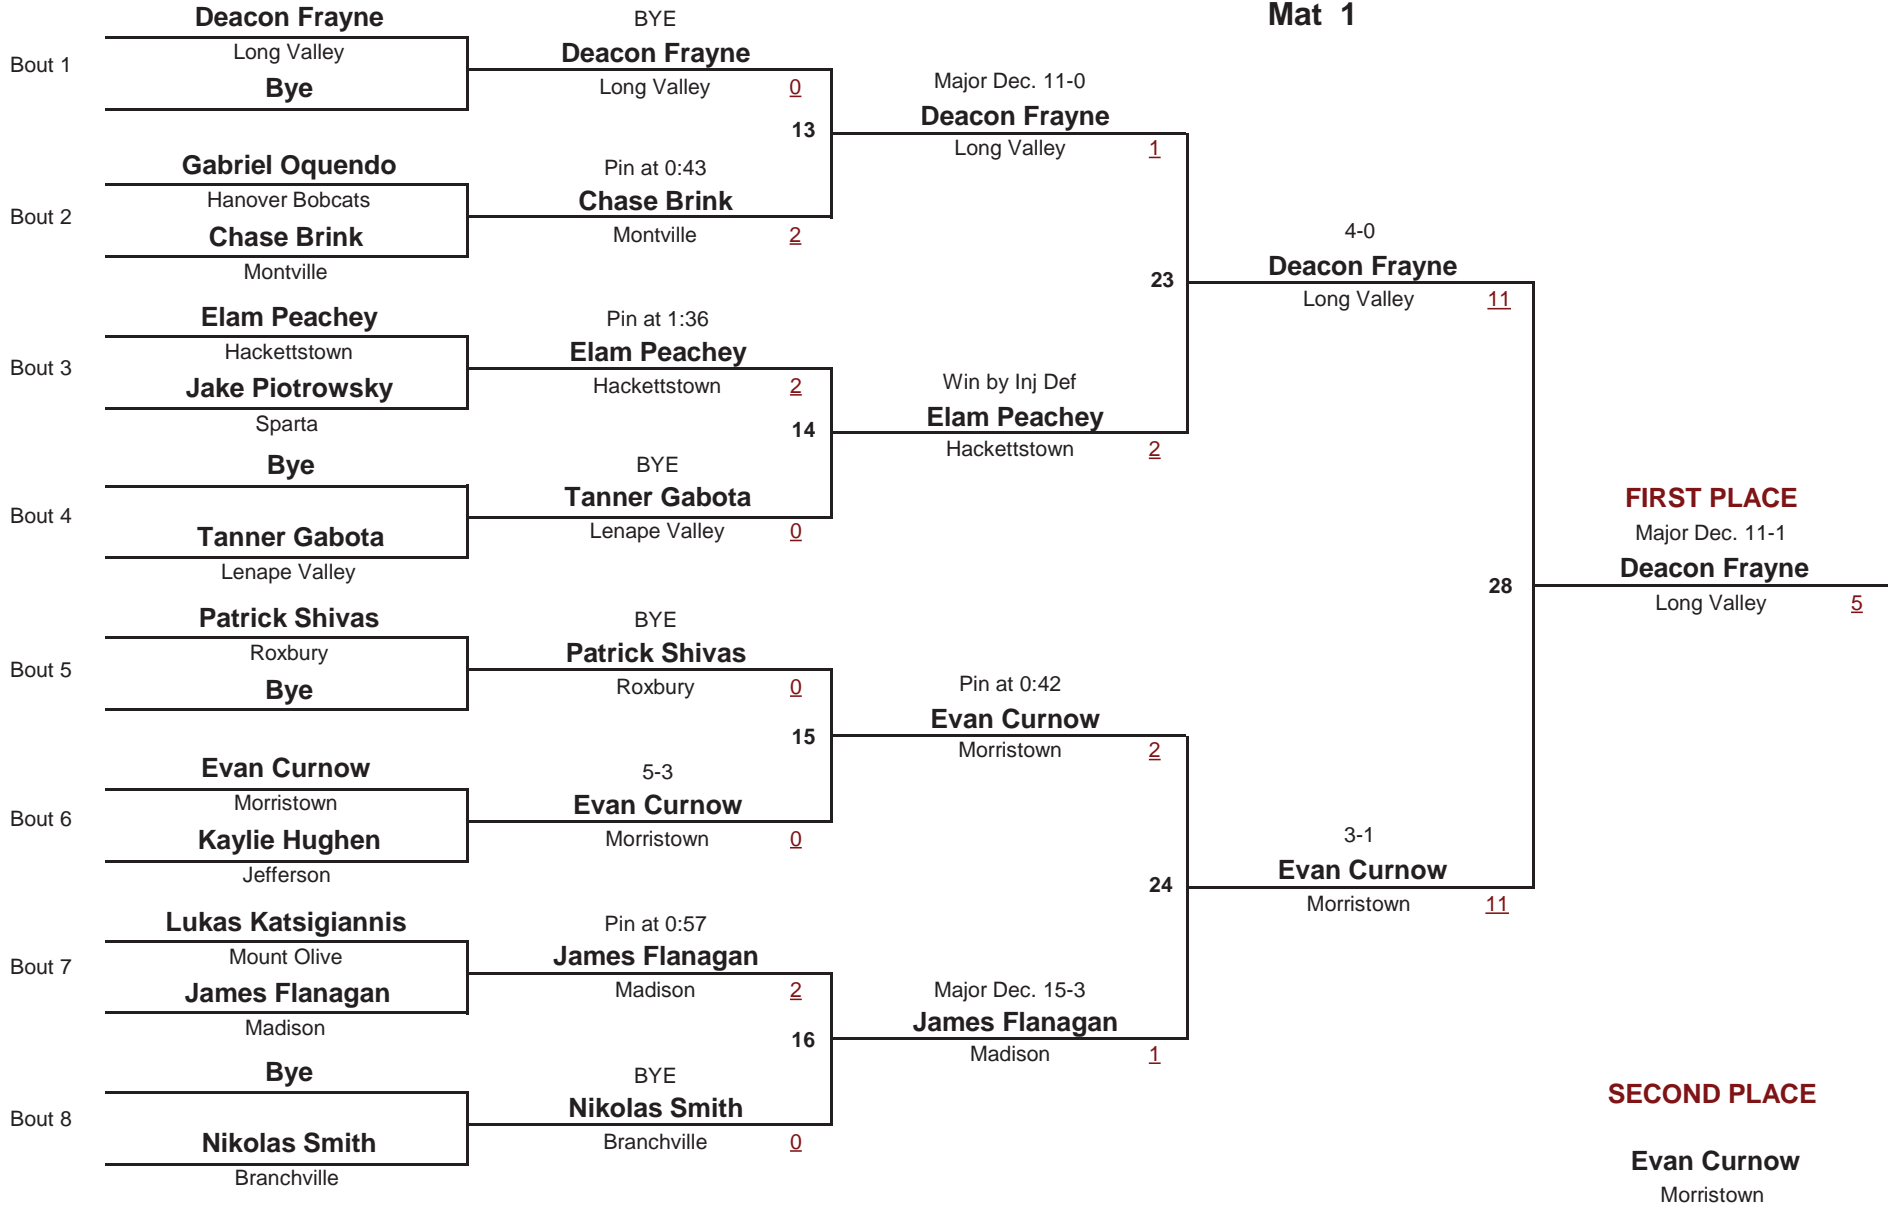 Mat 1
Bout 1
Deacon Frayne
Long Valley
Bye
Bout 2
Gabriel Oquendo
Hanover Bobcats
Chase Brink
Montville
Bout 3
Elam Peachey
Hackettstown
Jake Piotrowsky
Sparta
Bout 4
Bye
Tanner Gabota
Lenape Valley
Bout 5
Patrick Shivas
Roxbury
Bye
Bout 6
Evan Curnow
Morristown
Kaylie Hughen
Jefferson
Bout 7
Lukas Katsigiannis
Mount Olive
James Flanagan
Madison
Bout 8
Bye
Nikolas Smith
Branchville
BYE
Deacon Frayne
Long Valley 0
13
Pin at 0:43
Chase Brink
Montville 2
Pin at 1:36
Elam Peachey
Hackettstown 2
14
BYE
Tanner Gabota
Lenape Valley 0
BYE
Patrick Shivas
Roxbury 0
15
5-3
Evan Curnow
Morristown 0
Pin at 0:57
James Flanagan
Madison 2
16
BYE
Nikolas Smith
Branchville 0
Major Dec. 11-0
Deacon Frayne
Long Valley 1
23
Win by Inj Def
Elam Peachey
Hackettstown 2
Pin at 0:42
Evan Curnow
Morristown 2
24
Major Dec. 15-3
James Flanagan
Madison 1
4-0
Deacon Frayne
Long Valley 11
28
3-1
Evan Curnow
Morristown 11
FIRST PLACE
Major Dec. 11-1
Deacon Frayne
Long Valley 5
SECOND PLACE
Evan Curnow
Morristown